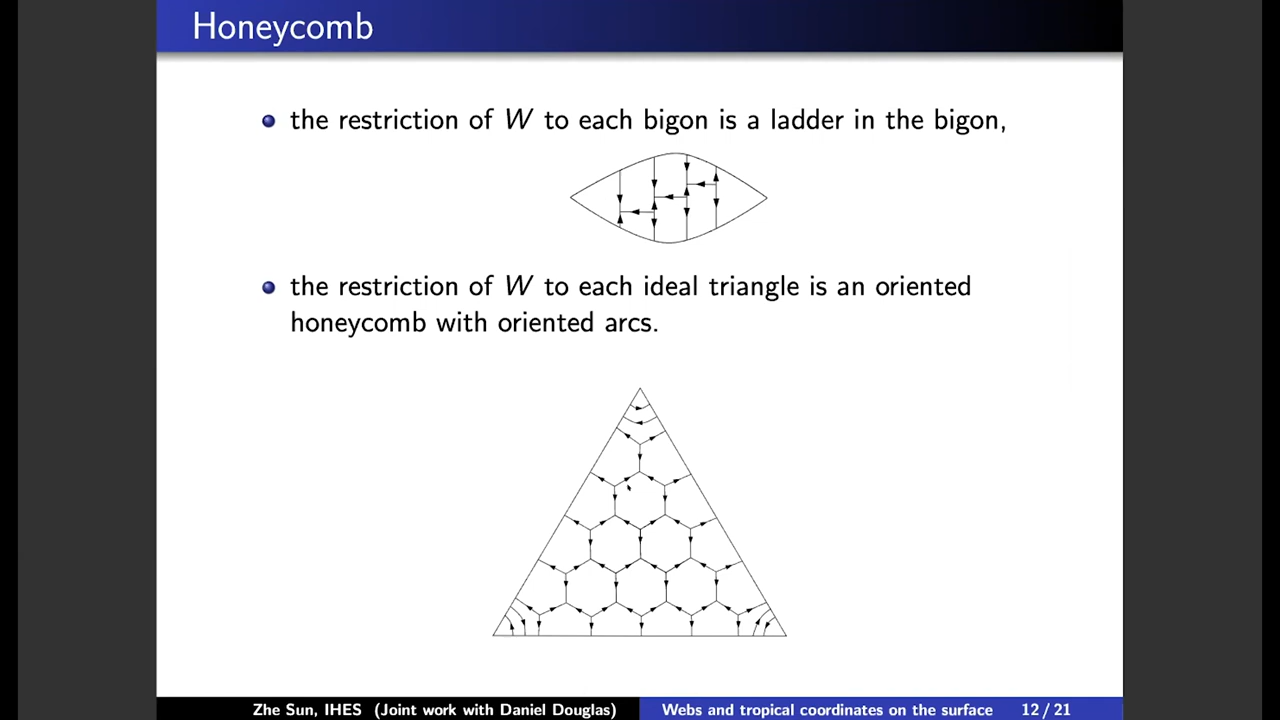 Honeycomb
the restriction of W to each bigon is a ladder in the bigon,
the restriction of W to each ideal triangle is an oriented
honeycomb with oriented arcs.
Zhe Sun, IHES (Joint work with Daniel Douglas) Webs and tropical coordinates on the surface 12 / 21